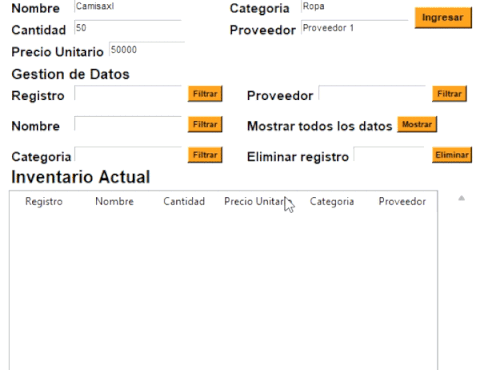 Nombre Camisaxl Categoria Ropa Ingresar
Cantidad 50 Proveedor Proveedor 1
Precio Unitario 50000
Gestion de Datos
Registro Filtrar Proveedor Filtrar
Nombre Filtrar Mostrar todos los datos Mostrar
Categoria Filtrar Eliminar registro Eliminar
Inventario Actual
Registro Nombre Cantidad Precio Unitario Categoria Proveedor